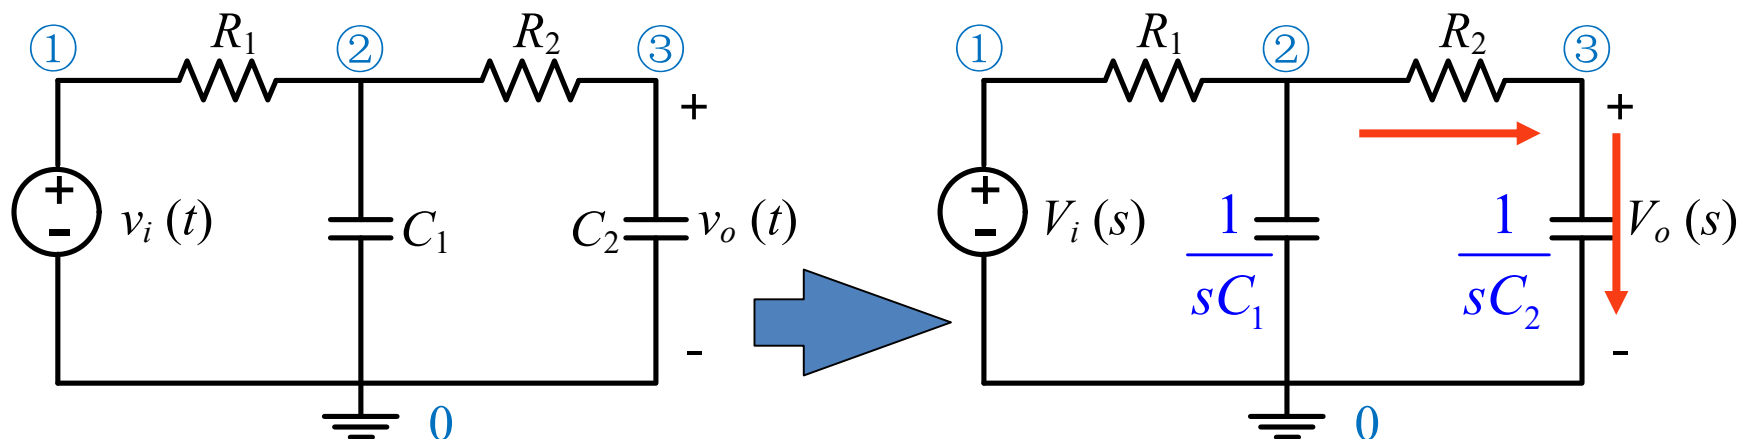 ① R₁ ② R₂ ③
+
+
-
vᵢ (t)
C₁
C₂
vₒ (t)
-
0
① R₁ ② R₂ ③
+
+
-
Vᵢ (s)
1
sC₁
1
sC₂
Vₒ (s)
-
0